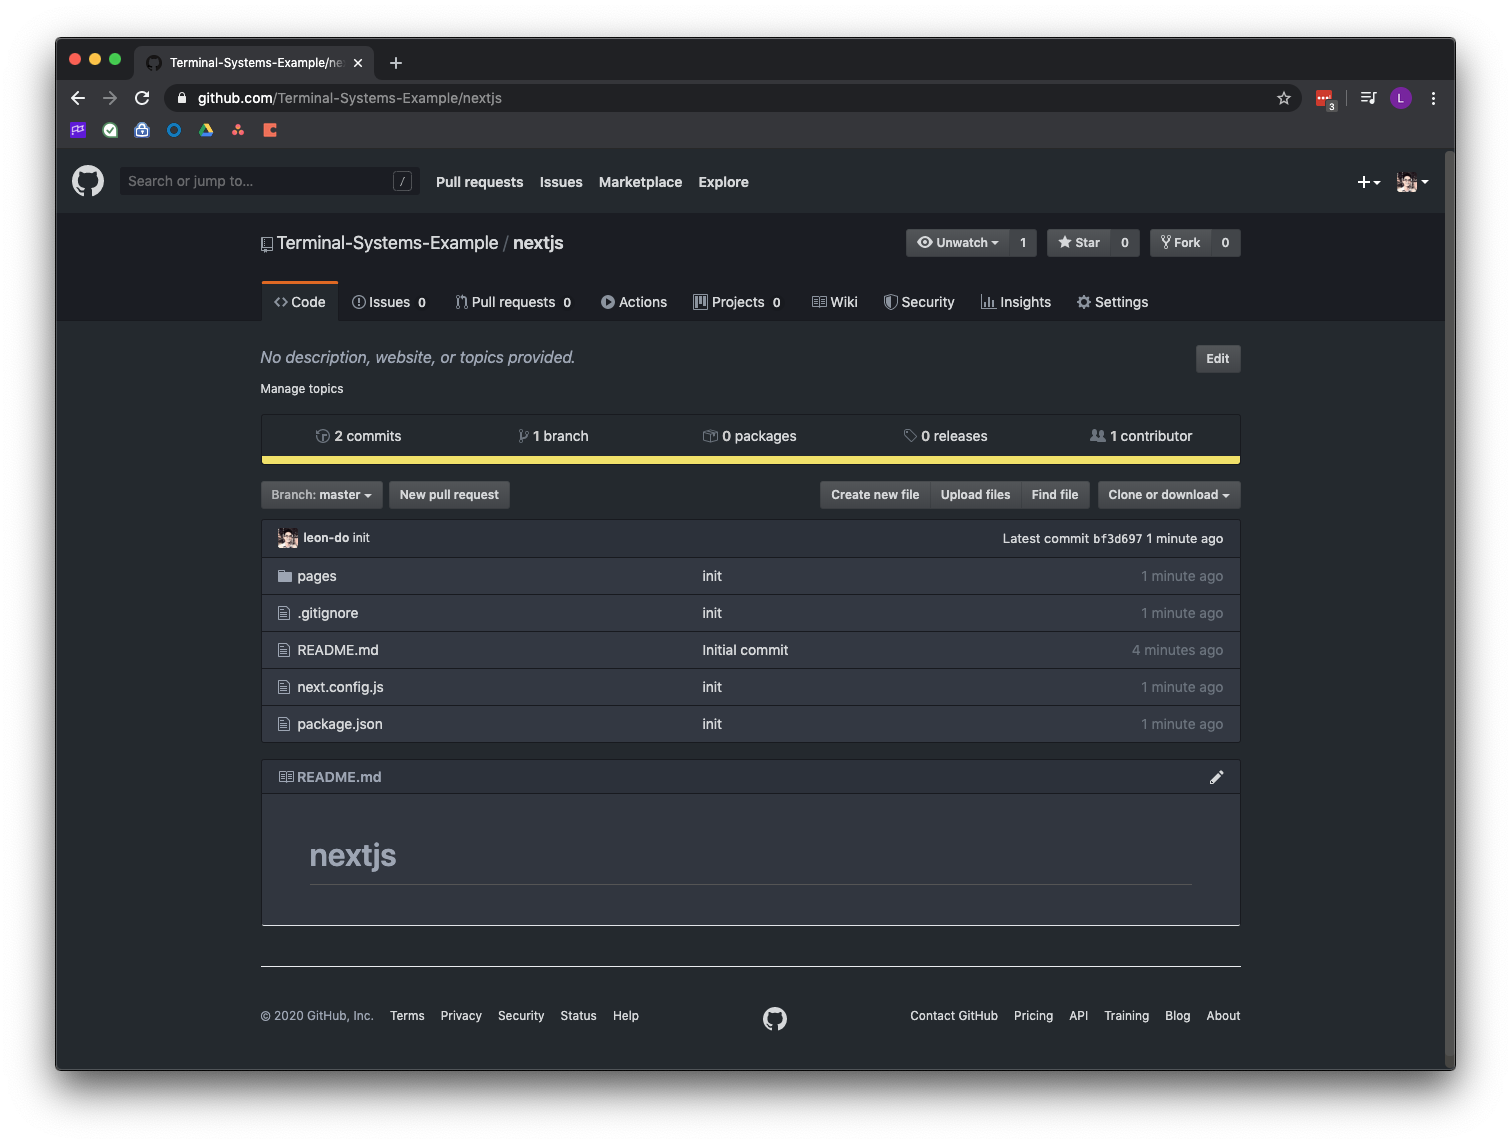 Terminal-Systems-Example/ne
github.com/Terminal-Systems-Example/nextjs
3
L
Search or jump to...
/
Pull requests Issues Marketplace Explore
Terminal-Systems-Example / nextjs
Unwatch 1 Star 0 Fork 0
Code Issues 0 Pull requests 0 Actions Projects 0 Wiki Security Insights Settings
No description, website, or topics provided.
Edit
Manage topics
2 commits 1 branch 0 packages 0 releases 1 contributor
Branch: master New pull request Create new file Upload files Find file Clone or download
leon-do init Latest commit bf3d697 1 minute ago
pages init 1 minute ago
.gitignore init 1 minute ago
README.md Initial commit 4 minutes ago
next.config.js init 1 minute ago
package.json init 1 minute ago
README.md
nextjs
© 2020 GitHub, Inc. Terms Privacy Security Status Help Contact GitHub Pricing API Training Blog About